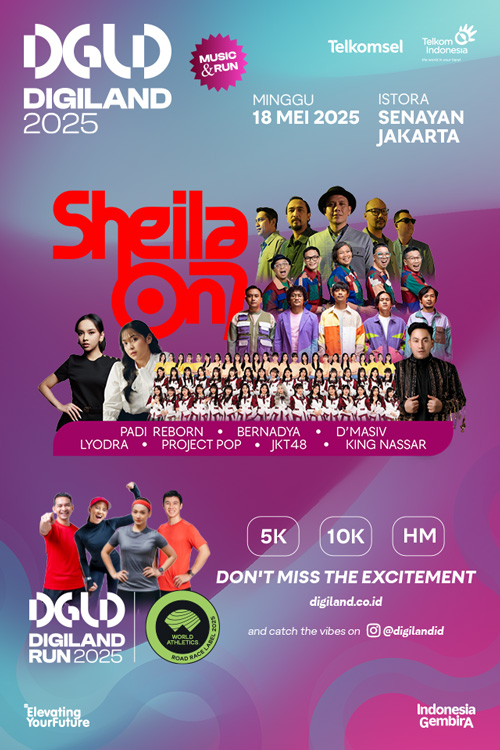 DGLD
DIGILAND
2025
MUSIC
&RUN
Telkomsel
Telkom
Indonesia
MINGGU
18 MEI 2025
ISTORA
SENAYAN
JAKARTA
Sheila
On7
PADI REBORN • BERNADYA • D'MASIV
LYODRA • PROJECT POP • JKT48 • KING NASSAR
5K 10K HM
DON'T MISS THE EXCITEMENT
digiland.co.id
and catch the vibes on @digilandid
DGLD
DIGILAND
RUN 2025
WORLD
ATHLETICS
ROAD RACE LABEL 2025
Elevating
YourFuture
Indonesia
GembirA